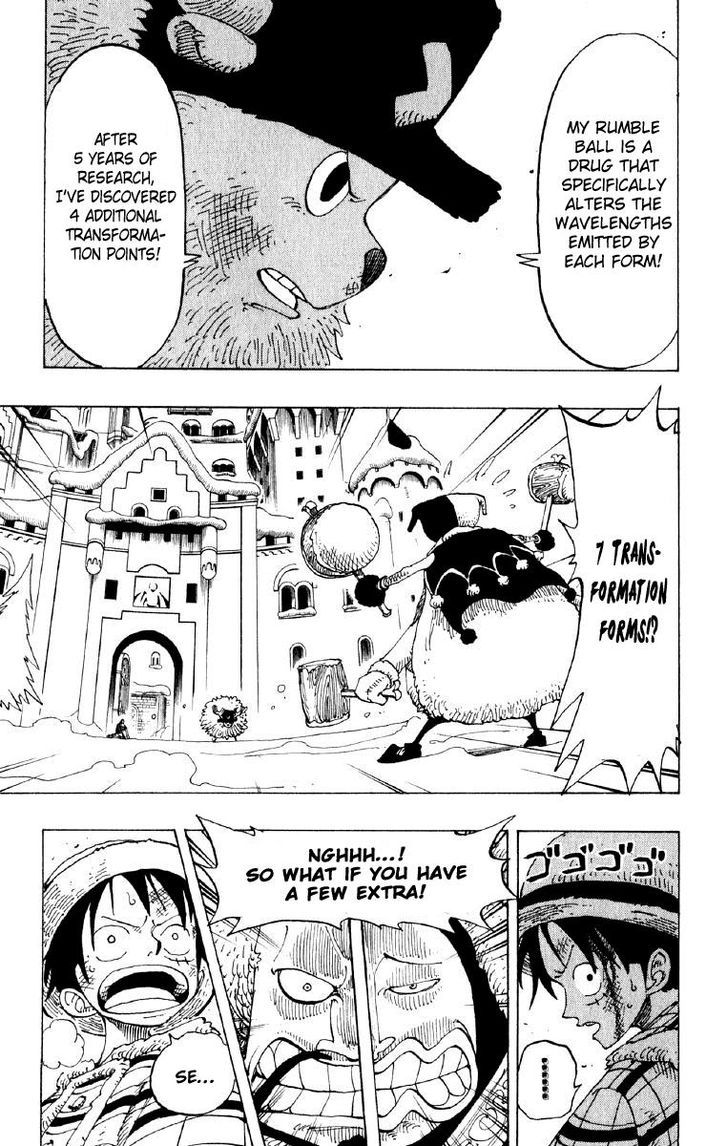 MY RUMBLE
BALL IS A
DRUG THAT
SPECIFICALLY
ALTERS THE
WAVELENGTHS
EMITTED BY
EACH FORM!
AFTER
5 YEARS OF
RESEARCH,
I'VE DISCOVERED
4 ADDITIONAL
TRANSFORMA-
TION POINTS!
7 TRANS-
FORMATION
FORMS!?
ゴゴゴゴ
......
NGHHH...!
SO WHAT IF YOU HAVE
A FEW EXTRA!
SE...